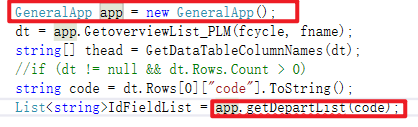 GeneralApp app = new GeneralApp();
dt = app.GetoverviewList_PLM(fcycle, fname);
string[] thead = GetDataTableColumnNames(dt);
//if (dt != null && dt.Rows.Count > 0)
string code = dt.Rows[0]["code"].ToString();
List<string>IdFieldList = app.getDepartList(code);